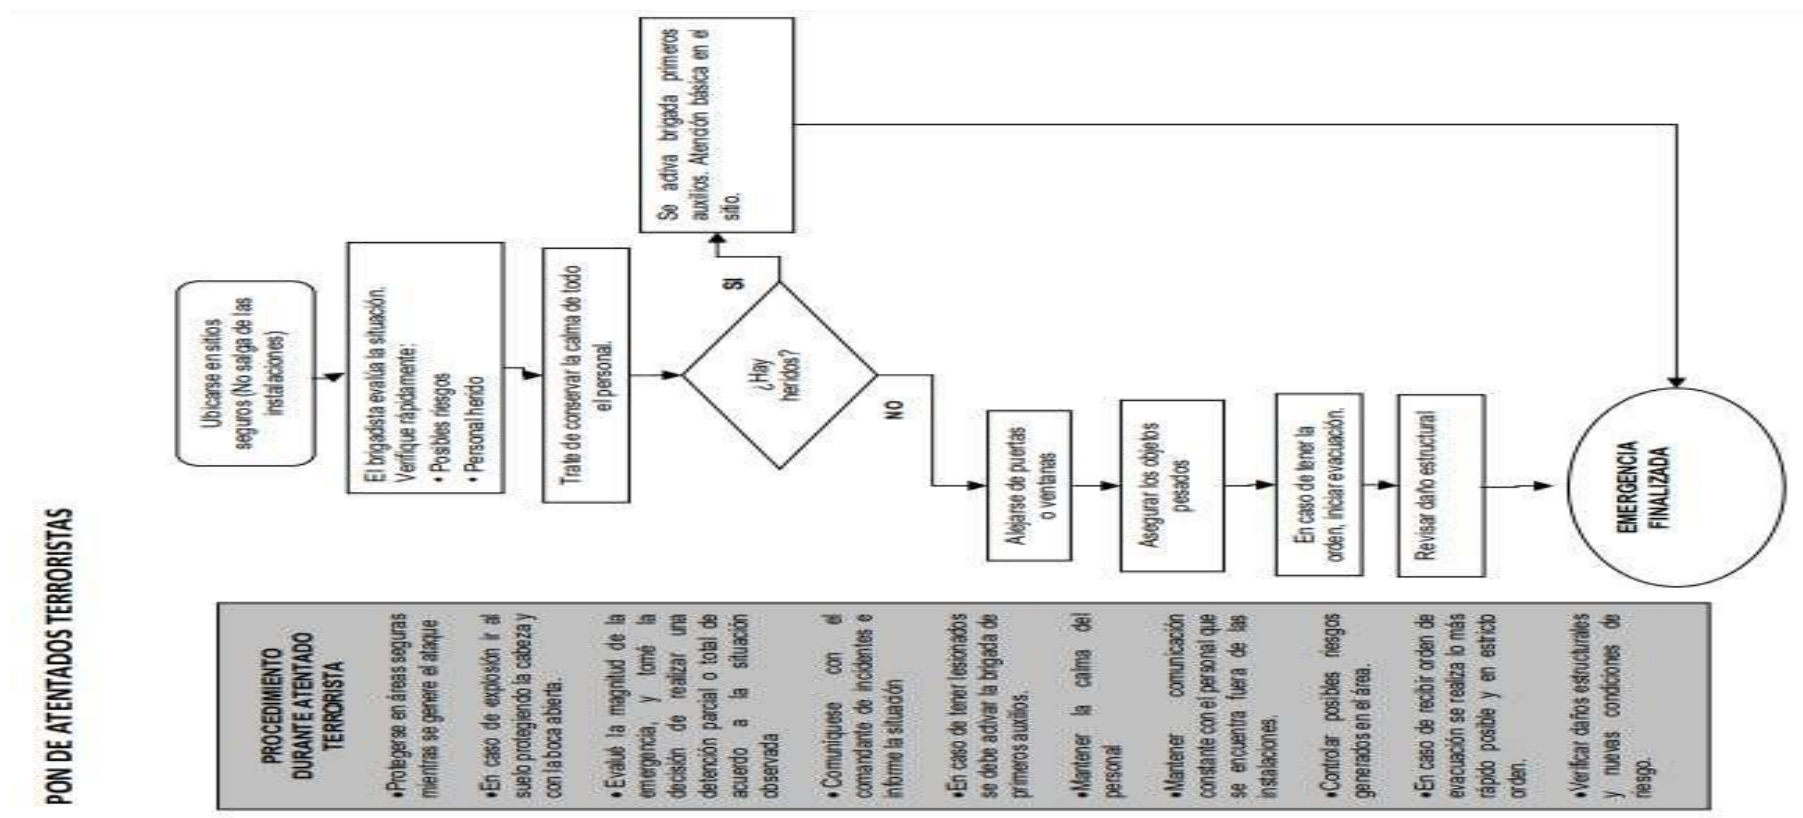 PON DE ATENTADOS TERRORISTAS
PROCEDIMIENTO
DURANTE ATENTADO
TERRORISTA
•Protegerse en áreas seguras
mientras se genere el ataque
•En caso de explosión ir al
suelo protegiendo la cabeza y
con la boca abierta.
• Evalué la magnitud de la
emergencia, y tomé la
decisión de realizar una
detención parcial o total de
acuerdo a la situación
observada
• Comuníquese con el
comandante de incidentes e
informe la situación
•En caso de tener lesionados
se debe activar la brigada de
primeros auxilios.
•Mantener la calma del
personal
•Mantener comunicación
constante con el personal que
se encuentra fuera de las
instalaciones.
•Controlar posibles riesgos
generados en el área.
•En caso de recibir orden de
evacuación se realiza lo más
rápido posible y en estricto
orden.
•Verificar daños estructurales
y nuevas condiciones de
riesgo.
Ubicarse en sitios
seguros (No salga de las
instalaciones)
El brigadista evalúa la situación.
Verifique rápidamente:
• Posibles riesgos
• Personal herido
Trate de conservar la calma de todo
el personal.
¿Hay
heridos?
SI
Se activa brigada primeros
auxilios. Atención básica en el
sitio.
NO
Alejarse de puertas
o ventanas
Asegurar los objetos
pesados
En caso de tener la
orden, iniciar evacuación.
Revisar daño estructural
EMERGENCIA
FINALIZADA